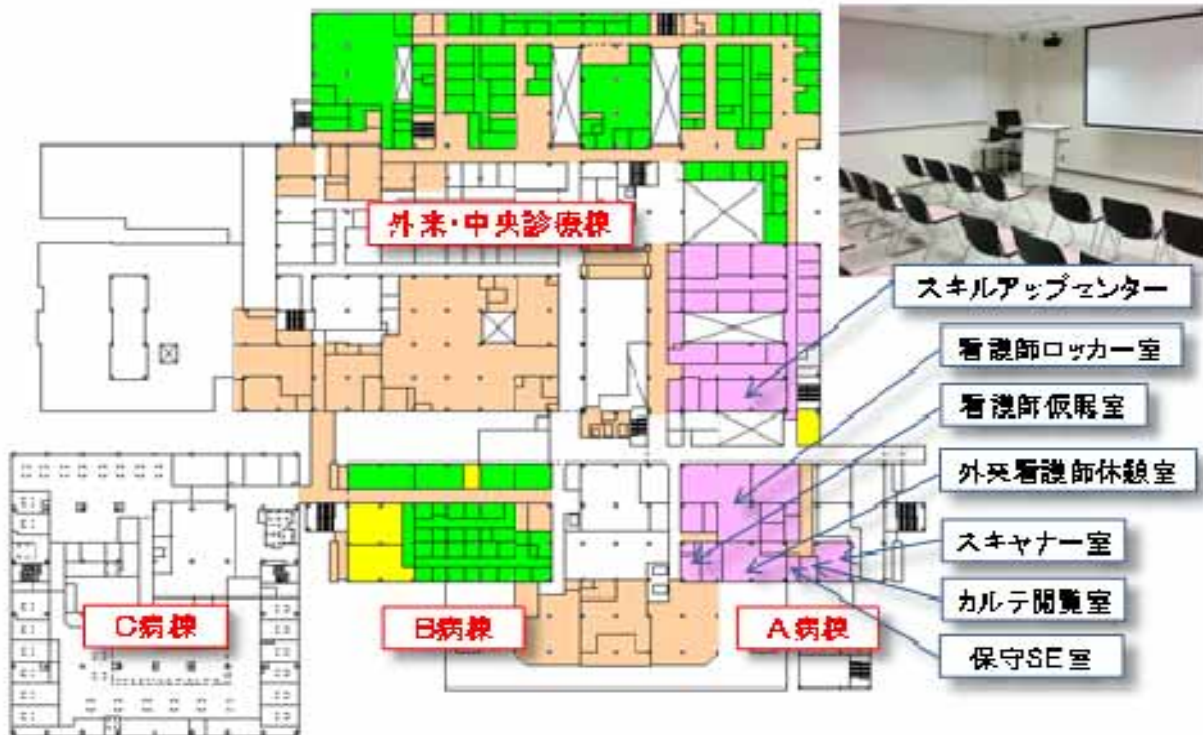 外来・中央診療棟
スキルアップセンター
看護師ロッカー室
看護師仮眠室
外来看護師休憩室
スキャナー室
カルテ閲覧室
保守SE室
C病棟
B病棟
A病棟